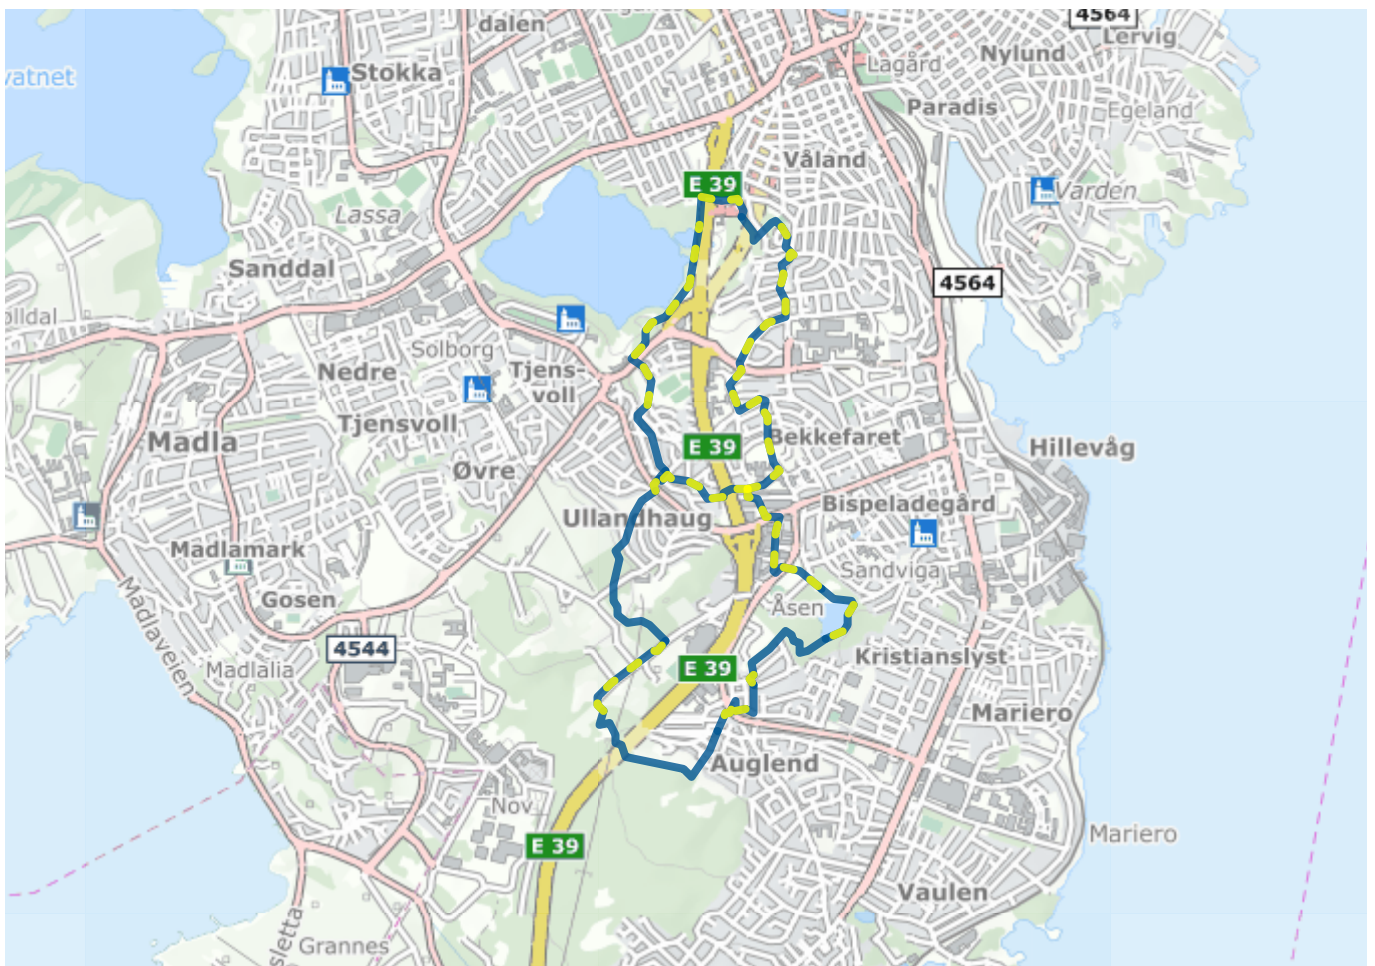 4564
dalen
Lervig
Nylund
Lagård
Stokka
vatnet
Paradis
Egeland
Våland
E 39
Varden
Lassa
Sanddal
4564
olldal
Solborg
Nedre
Tjens-
voll
Tjensvoll
Madla
E 39
Bekkefaret
Hillevåg
Øvre
Ullandhaug
Bispeladegård
Madlamark
Sandviga
Gosen
Åsen
Madlaveien
4544
Madlalia
E 39
Kristianslyst
Mariero
Auglend
Nov
Mariero
E 39
Vaulen
Grannes
sletta